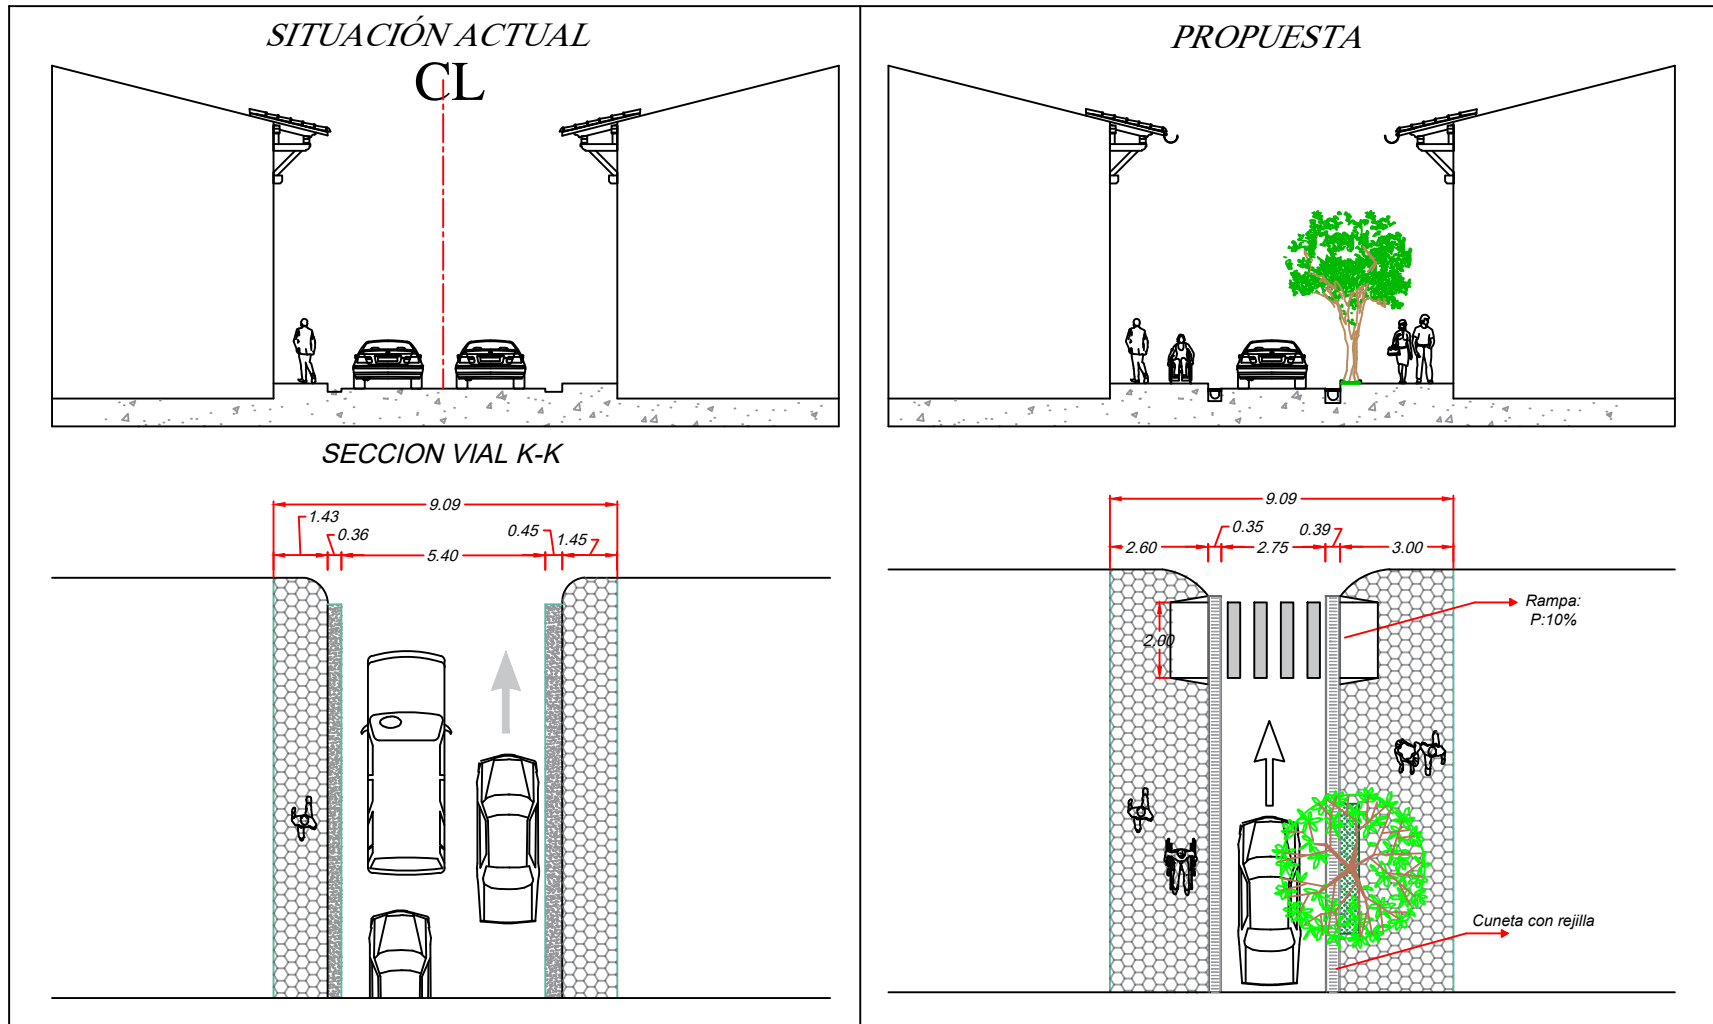 SITUACIÓN ACTUAL
CL
SECCION VIAL K-K
9.09
1.43
0.36
5.40
0.45
1.45
PROPUESTA
9.09
2.60
0.35
2.75
0.39
3.00
2.00
Rampa:
P:10%
Cuneta con rejilla